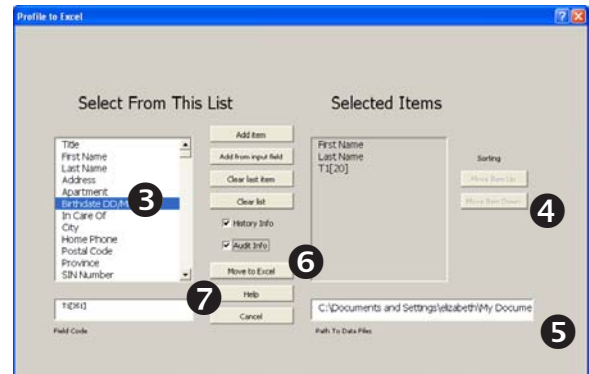 Profile to Excel
Select From This List
Selected Items
Title
First Name
Last Name
Address
Apartment
Birthdate DD/M
In Care Of
City
Home Phone
Postal Code
Province
SIN Number
3
Add item
Add from input field
Clear last item
Clear list
History Info
Audit Info
Move to Excel
6
Help
7
Cancel
First Name
Last Name
T1[20]
Sorting
Move Item Up
Move Item Down
4
Field Code
C:\Documents and Settings\elizabeth\My Docume
5
Path To Data Files